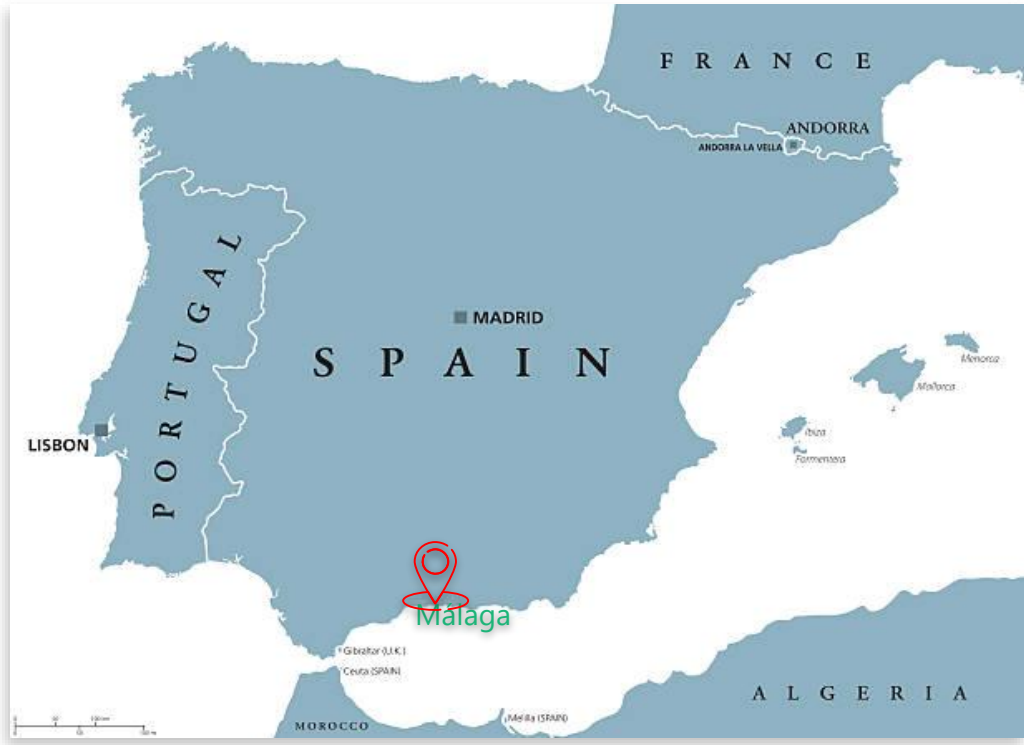 FRANCE
ANDORRA
ANDORRA LA VELLA
PORTUGAL
MADRID
SPAIN
Menorca
Mallorca
Ibiza
Formentera
LISBON
Malaga
Gibraltar (U.K.)
Ceuta (SPAIN)
ALGERIA
Melilla (SPAIN)
MOROCCO